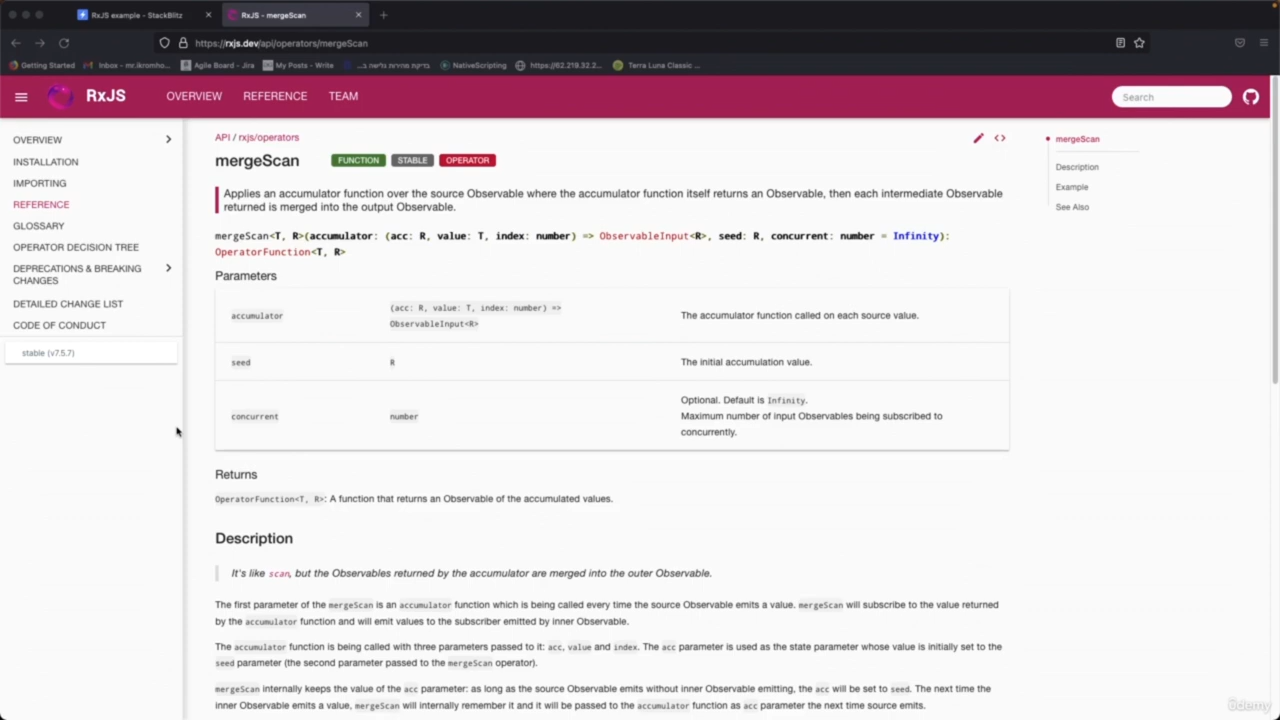 RxJS example - StackBlitz
RxJS - mergeScan
https://rxjs.dev/api/operators/mergeScan
Getting Started
Inbox - mr.ikromho...
Agile Board - Jira
My Posts - Write
NativeScripting
https://62.219.32.2...
Terra Luna Classic ...
RxJS
OVERVIEW
REFERENCE
TEAM
Search
OVERVIEW
INSTALLATION
IMPORTING
REFERENCE
GLOSSARY
OPERATOR DECISION TREE
DEPRECATIONS & BREAKING
CHANGES
DETAILED CHANGE LIST
CODE OF CONDUCT
stable (v7.5.7)
API / rxjs/operators
mergeScan FUNCTION STABLE OPERATOR
Applies an accumulator function over the source Observable where the accumulator function itself returns an Observable, then each intermediate Observable
returned is merged into the output Observable.
mergeScan<T, R>(accumulator: (acc: R, value: T, index: number) => ObservableInput<R>, seed: R, concurrent: number = Infinity):
OperatorFunction<T, R>
Parameters
accumulator
(acc: R, value: T, index: number) =>
ObservableInput<R>
The accumulator function called on each source value.
seed
R
The initial accumulation value.
concurrent
number
Optional. Default is Infinity.
Maximum number of input Observables being subscribed to
concurrently.
Returns
OperatorFunction<T, R>: A function that returns an Observable of the accumulated values.
Description
It's like scan, but the Observables returned by the accumulator are merged into the outer Observable.
The first parameter of the mergeScan is an accumulator function which is being called every time the source Observable emits a value. mergeScan will subscribe to the value returned
by the accumulator function and will emit values to the subscriber emitted by inner Observable.
The accumulator function is being called with three parameters passed to it: acc, value and index. The acc parameter is used as the state parameter whose value is initially set to the
seed parameter (the second parameter passed to the mergeScan operator).
mergeScan internally keeps the value of the acc parameter: as long as the source Observable emits without inner Observable emitting, the acc will be set to seed. The next time the
inner Observable emits a value, mergeScan will internally remember it and it will be passed to the accumulator function as acc parameter the next time source emits.
mergeScan
Description
Example
See Also
ûdemy